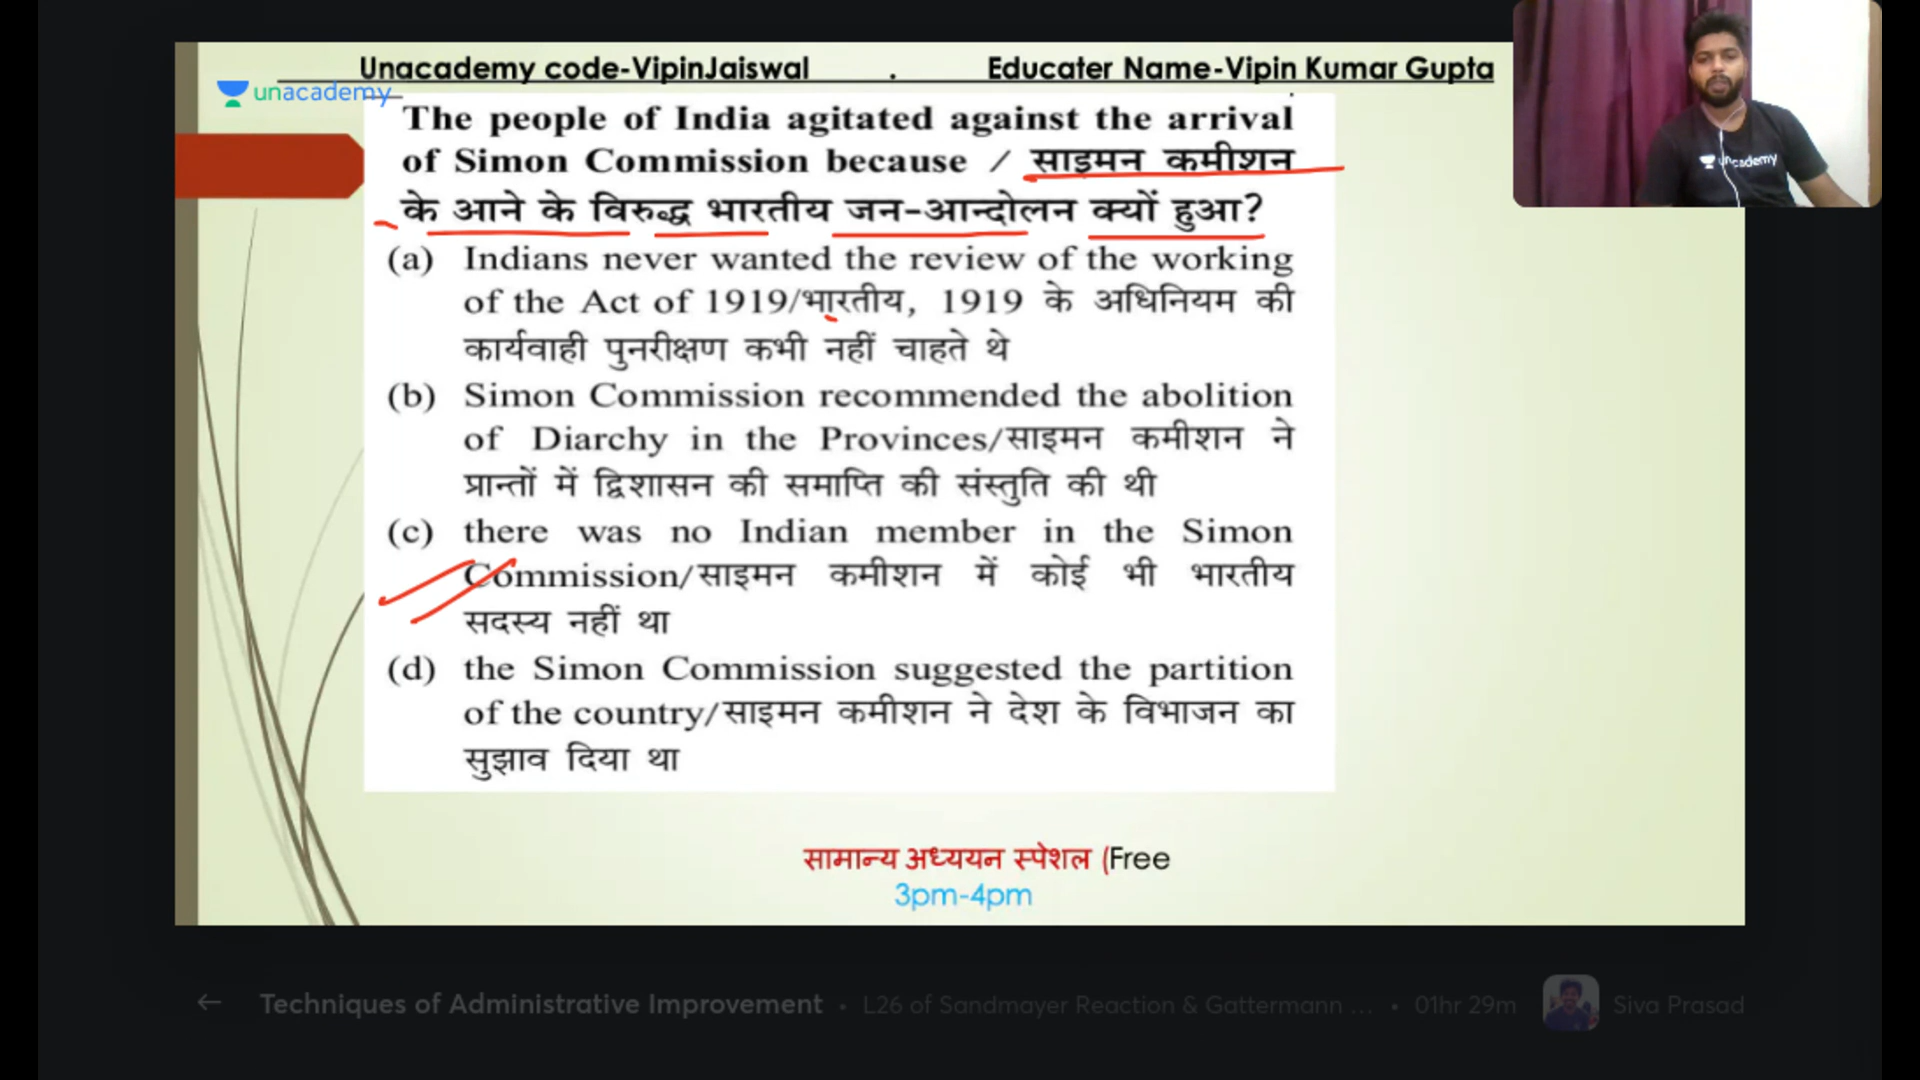 Unacademy code-VipinJaiswal . Educater Name-Vipin Kumar Gupta
unacademy
The people of India agitated against the arrival
of Simon Commission because / साइमन कमीशन
के आने के विरुद्ध भारतीय जन-आन्दोलन क्यों हुआ?
(a) Indians never wanted the review of the working
of the Act of 1919/भारतीय, 1919 के अधिनियम की
कार्यवाही पुनरीक्षण कभी नहीं चाहते थे
(b) Simon Commission recommended the abolition
of Diarchy in the Provinces/साइमन कमीशन ने
प्रान्तों में द्विशासन की समाप्ति की संस्तुति की थी
(c) there was no Indian member in the Simon
Commission/साइमन कमीशन में कोई भी भारतीय
सदस्य नहीं था
(d) the Simon Commission suggested the partition
of the country/साइमन कमीशन ने देश के विभाजन का
सुझाव दिया था
सामान्य अध्ययन स्पेशल (Free
3pm-4pm
unacademy
Techniques of Administrative Improvement • L26 of Sandmayer Reaction & Gattermann ... • 01hr 29m Siva Prasad